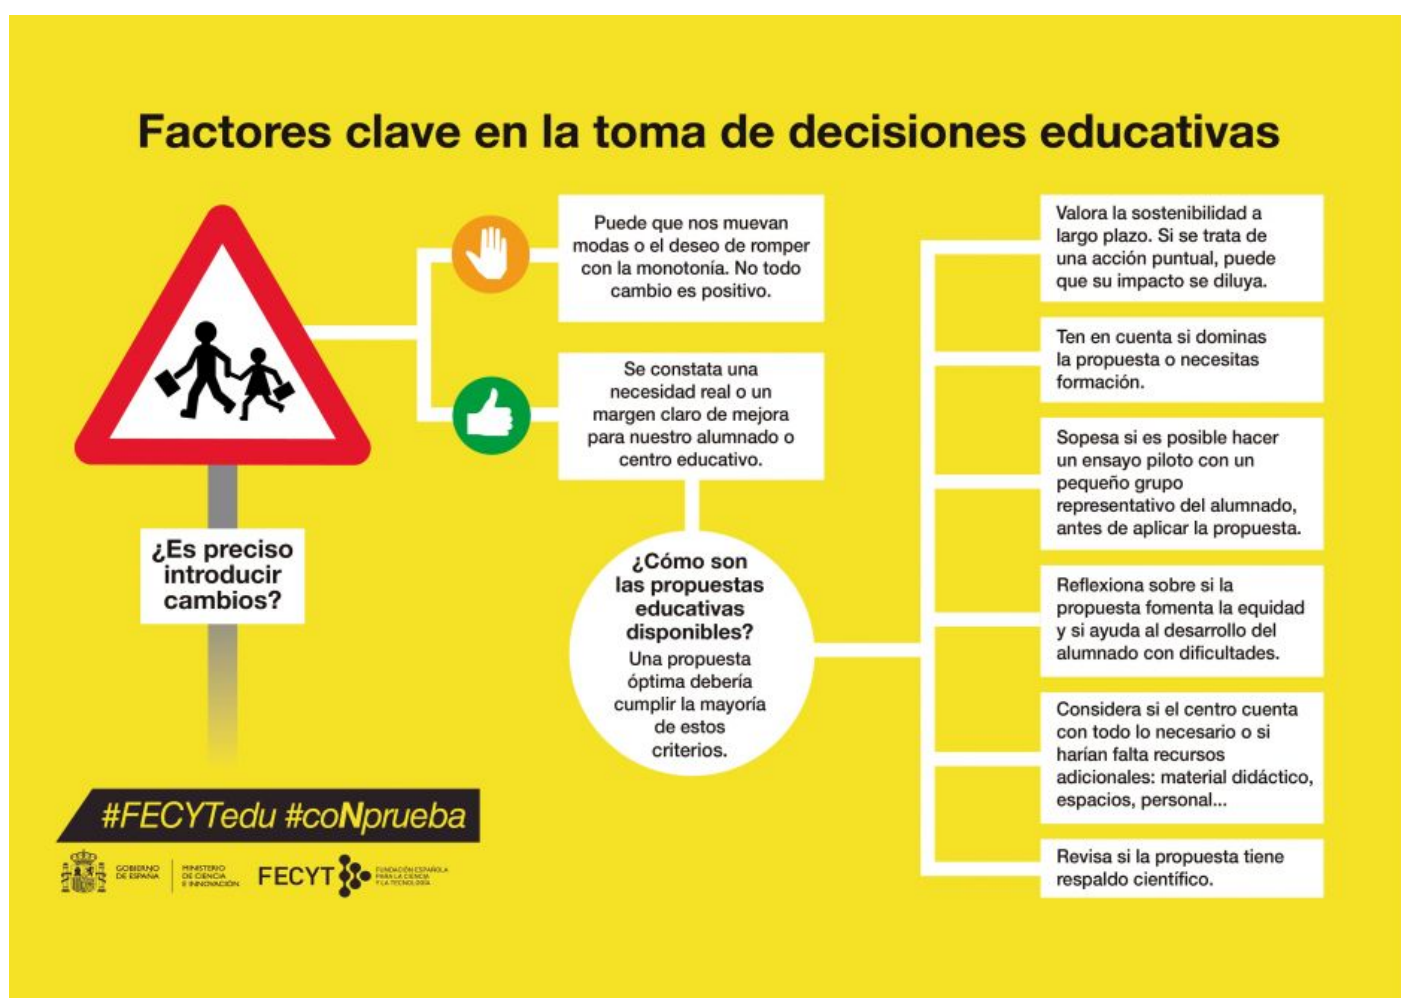 Factores clave en la toma de decisiones educativas
¿Es preciso
introducir
cambios?
Puede que nos muevan
modas o el deseo de romper
con la monotonía. No todo
cambio es positivo.
Se constata una
necesidad real o un
margen claro de mejora
para nuestro alumnado o
centro educativo.
¿Cómo son
las propuestas
educativas
disponibles?
Una propuesta
óptima debería
cumplir la mayoría
de estos
criterios.
Valora la sostenibilidad a
largo plazo. Si se trata de
una acción puntual, puede
que su impacto se diluya.
Ten en cuenta si dominas
la propuesta o necesitas
formación.
Sopesa si es posible hacer
un ensayo piloto con un
pequeño grupo
representativo del alumnado,
antes de aplicar la propuesta.
Reflexiona sobre si la
propuesta fomenta la equidad
y si ayuda al desarrollo del
alumnado con dificultades.
Considera si el centro cuenta
con todo lo necesario o si
harían falta recursos
adicionales: material didáctico,
espacios, personal...
Revisa si la propuesta tiene
respaldo científico.
#FECYTedu #coNprueba
GOBIERNO
DE ESPAÑA
MINISTERIO
DE CIENCIA
E INNOVACIÓN
FECYT
FUNDACIÓN ESPAÑOLA
PARA LA CIENCIA
Y LA TECNOLOGÍA